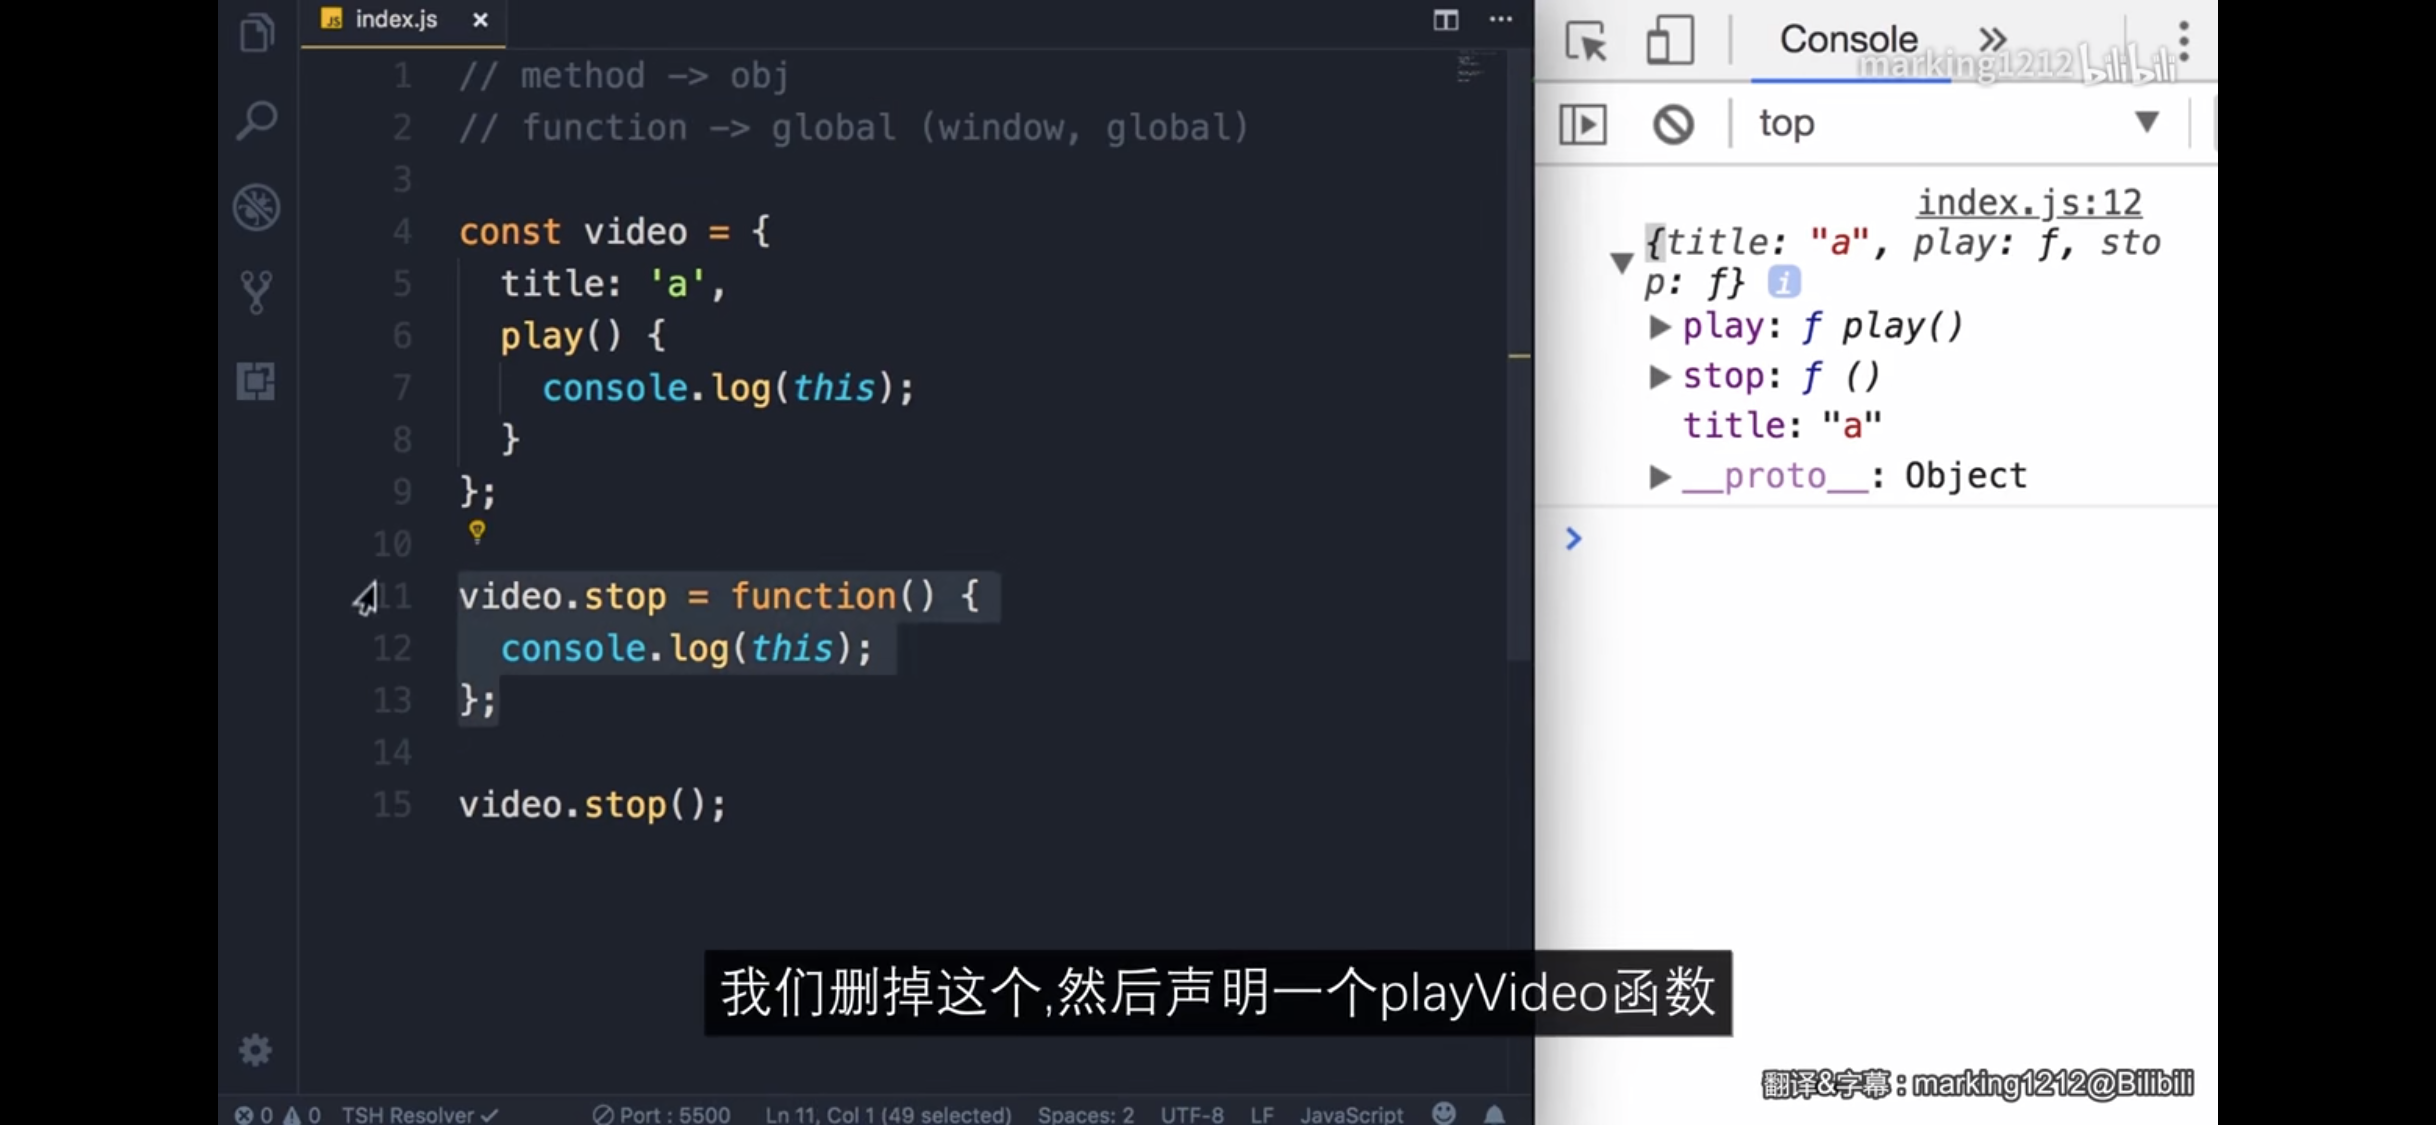 index.js ×
1 // method -> obj
2 // function -> global (window, global)
3
4 const video = {
5 title: 'a',
6 play() {
7 console.log(this);
8 }
9 };
10
11 video.stop = function() {
12 console.log(this);
13 };
14
15 video.stop();
Console »
marking1212 bilibili
top
index.js:12
{title: "a", play: ƒ, sto
p: ƒ} i
play: ƒ play()
stop: ƒ ()
title: "a"
__proto__: Object
>
我们删掉这个,然后声明一个playVideo函数
翻译&字幕:marking1212@Bilibili
0 0 TSH Resolver ✓ Port : 5500 Ln 11, Col 1 (49 selected) Spaces: 2 UTF-8 LF JavaScript